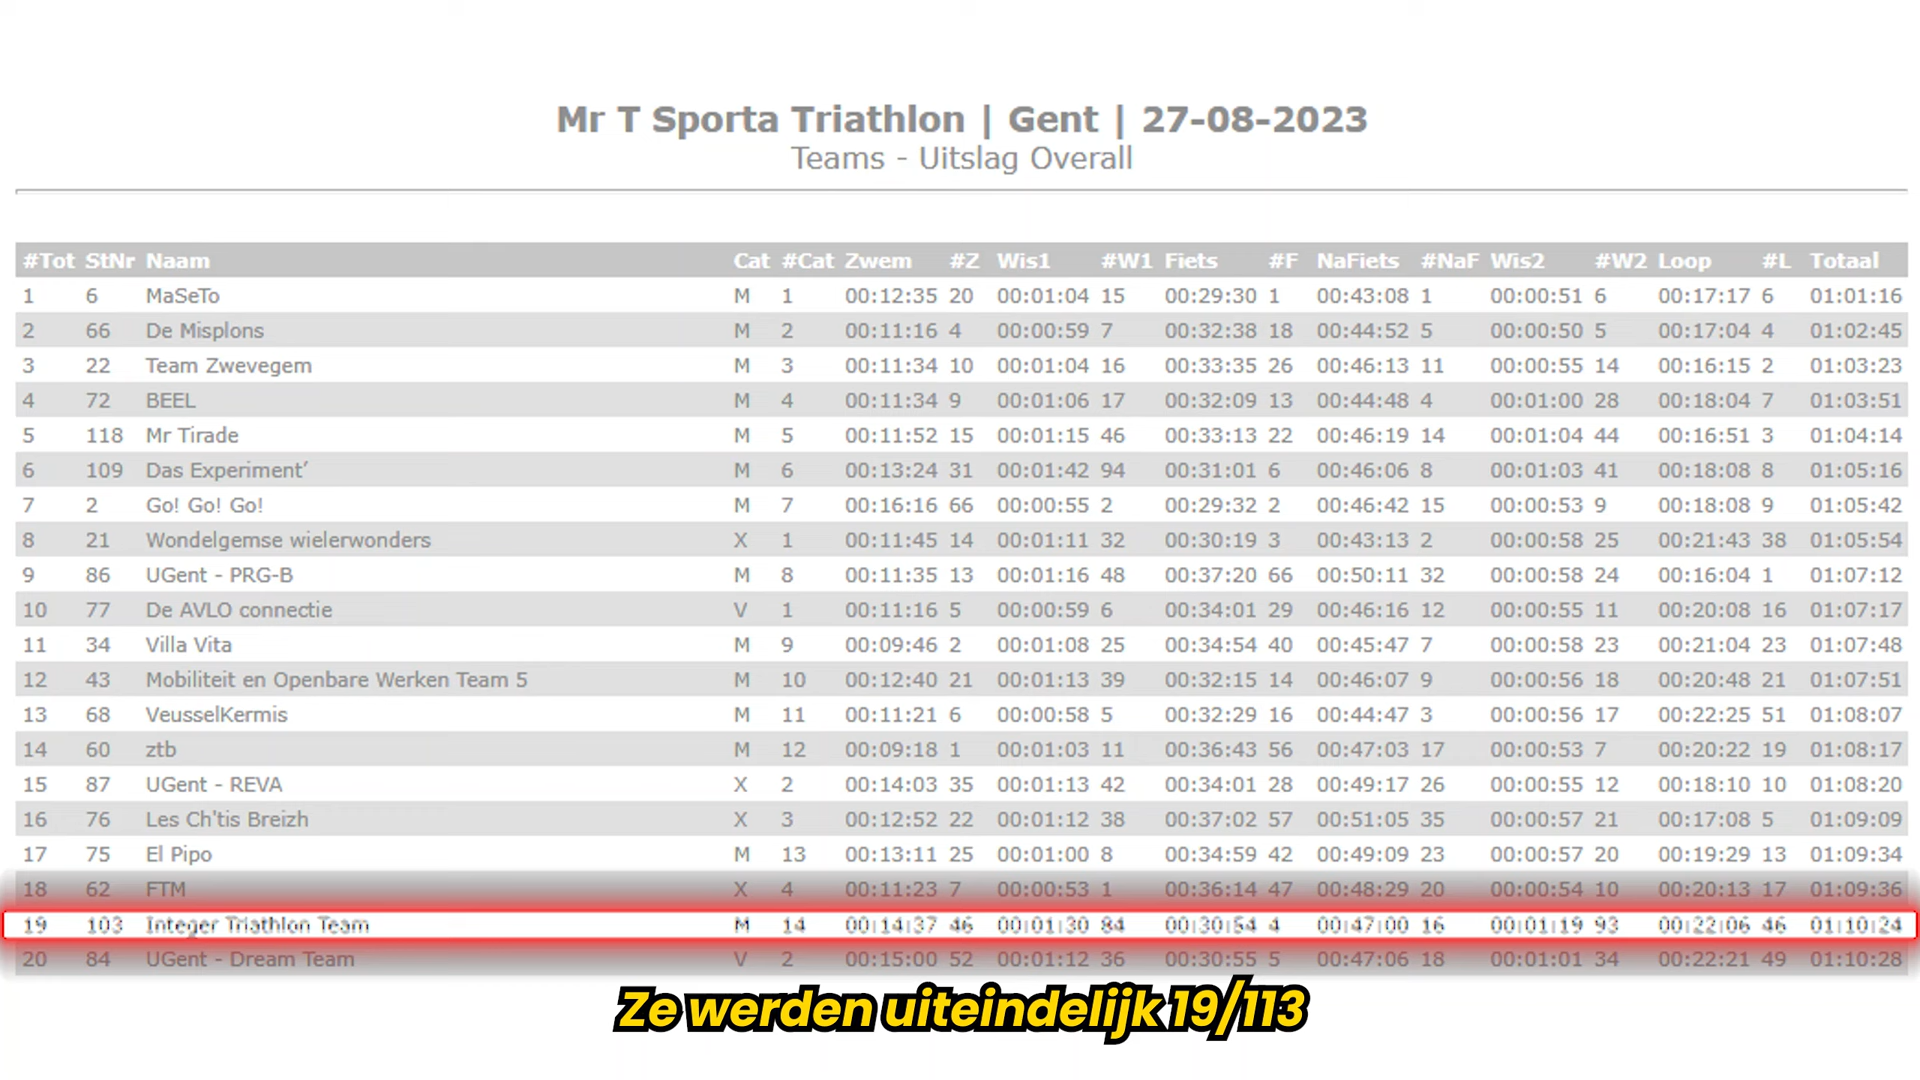 Mr T Sporta Triathlon | Gent | 27-08-2023
Teams - Uitslag Overall
#Tot StNr Naam Cat #Cat Zwem #Z Wis1 #W1 Fiets #F NaFiets #NaF Wis2 #W2 Loop #L Totaal
1 6 MaSeTo M 1 00:12:35 20 00:01:04 15 00:29:30 1 00:43:08 1 00:00:51 6 00:17:17 6 01:01:16
2 66 De Misplons M 2 00:11:16 4 00:00:59 7 00:32:38 18 00:44:52 5 00:00:50 5 00:17:04 4 01:02:45
3 22 Team Zwevegem M 3 00:11:34 10 00:01:04 16 00:33:35 26 00:46:13 11 00:00:55 14 00:16:15 2 01:03:23
4 72 BEEL M 4 00:11:34 9 00:01:06 17 00:32:09 13 00:44:48 4 00:01:00 28 00:18:04 7 01:03:51
5 118 Mr Tirade M 5 00:11:52 15 00:01:15 46 00:33:13 22 00:46:19 14 00:01:04 44 00:16:51 3 01:04:14
6 109 Das Experiment’ M 6 00:13:24 31 00:01:42 94 00:31:01 6 00:46:06 8 00:01:03 41 00:18:08 8 01:05:16
7 2 Go! Go! Go! M 7 00:16:16 66 00:00:55 2 00:29:32 2 00:46:42 15 00:00:53 9 00:18:08 9 01:05:42
8 21 Wondelgemse wielerwonders X 1 00:11:45 14 00:01:11 32 00:30:19 3 00:43:13 2 00:00:58 25 00:21:43 38 01:05:54
9 86 UGent - PRG-B M 8 00:11:35 13 00:01:16 48 00:37:20 66 00:50:11 32 00:00:58 24 00:16:04 1 01:07:12
10 77 De AVLO connectie V 1 00:11:16 5 00:00:59 6 00:34:01 29 00:46:16 12 00:00:55 11 00:20:08 16 01:07:17
11 34 Villa Vita M 9 00:09:46 2 00:01:08 25 00:34:54 40 00:45:47 7 00:00:58 23 00:21:04 23 01:07:48
12 43 Mobiliteit en Openbare Werken Team 5 M 10 00:12:40 21 00:01:13 39 00:32:15 14 00:46:07 9 00:00:56 18 00:20:48 21 01:07:51
13 68 VeusselKermis M 11 00:11:21 6 00:00:58 5 00:32:29 16 00:44:47 3 00:00:56 17 00:22:25 51 01:08:07
14 60 ztb M 12 00:09:18 1 00:01:03 11 00:36:43 56 00:47:03 17 00:00:53 7 00:20:22 19 01:08:17
15 87 UGent - REVA X 2 00:14:03 35 00:01:13 42 00:34:01 28 00:49:17 26 00:00:55 12 00:18:10 10 01:08:20
16 76 Les Ch'tis Breizh X 3 00:12:52 22 00:01:12 38 00:37:02 57 00:51:05 35 00:00:57 21 00:17:08 5 01:09:09
17 75 El Pipo M 13 00:13:11 25 00:01:00 8 00:34:59 42 00:49:09 23 00:00:57 20 00:19:29 13 01:09:34
18 62 FTM X 4 00:11:23 7 00:00:53 1 00:36:14 47 00:48:29 20 00:00:54 10 00:20:13 17 01:09:36
19 103 Integer Triathlon Team M 14 00:14:37 46 00:01:30 84 00:30:54 4 00:47:00 16 00:01:19 93 00:22:06 46 01:10:24
20 84 UGent - Dream Team V 2 00:15:00 52 00:01:12 36 00:30:55 5 00:47:06 18 00:01:01 34 00:22:21 49 01:10:28
Ze werden uiteindelijk 19/113